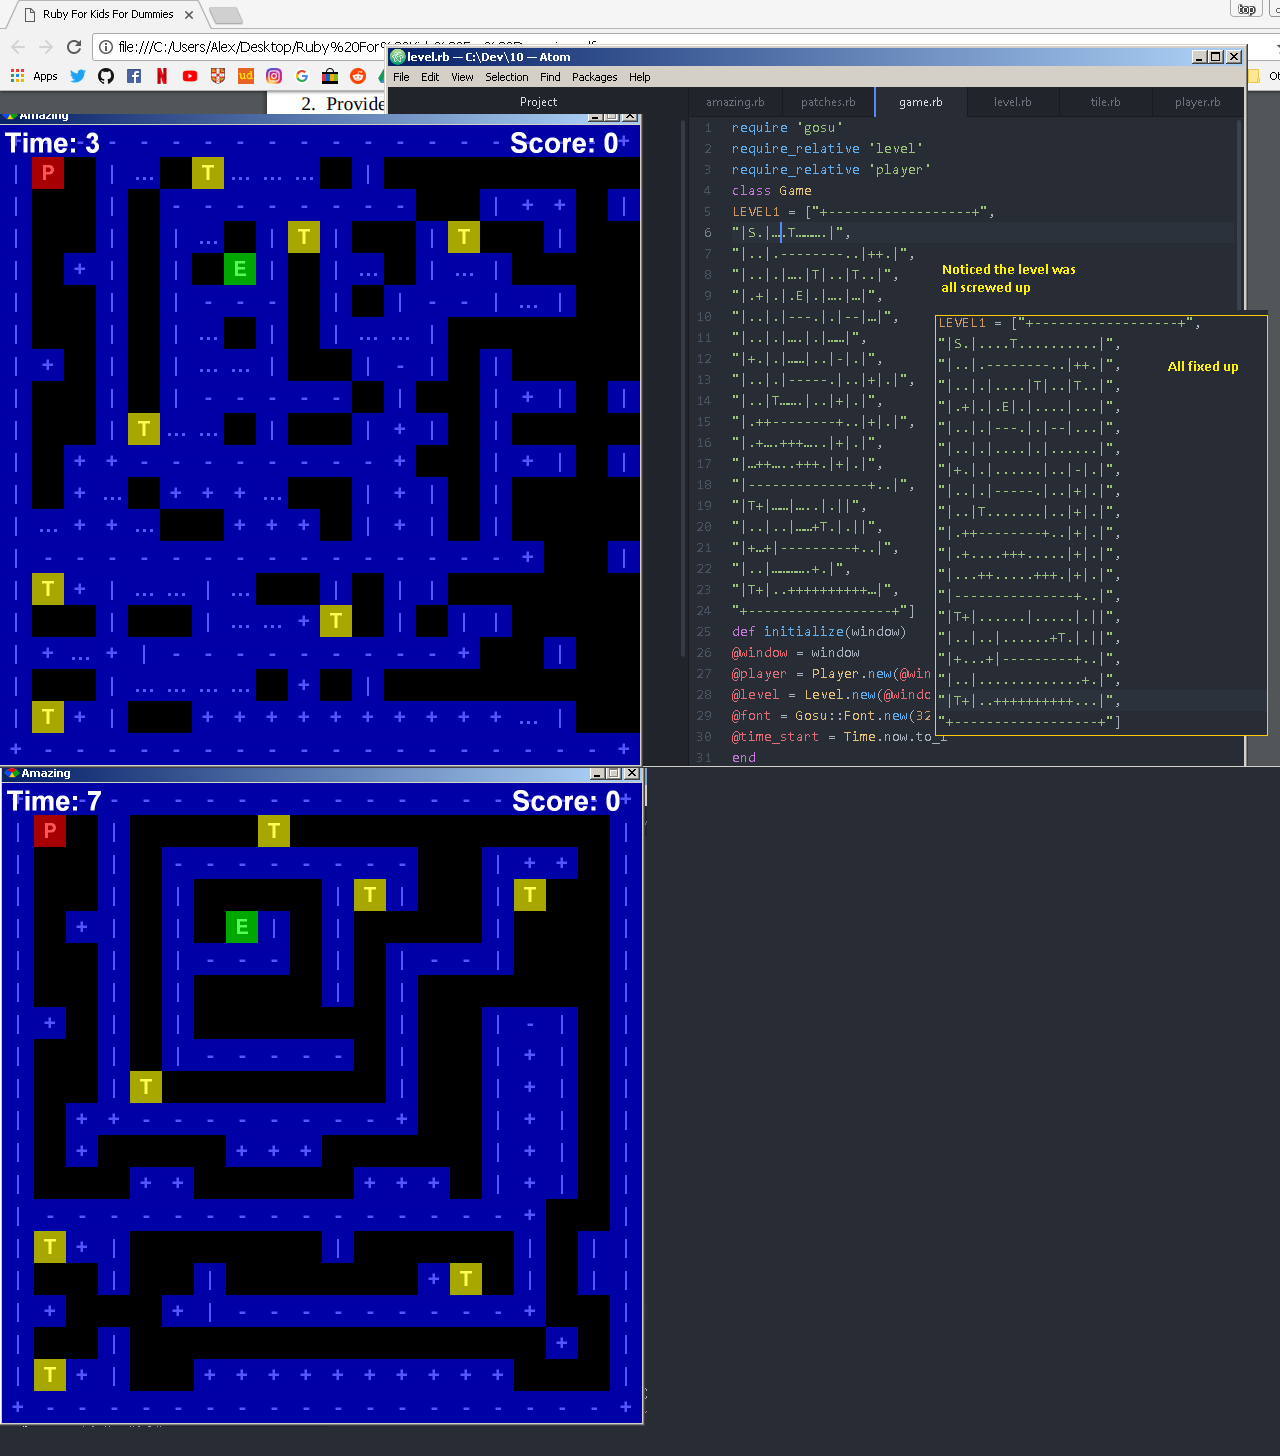 Ruby For Kids For Dummies
top
file:///C:/Users/Alex/Desktop/Ruby%20For
Apps
ud
2. Provide
level.rb — C:\Dev\10 — Atom
File Edit View Selection Find Packages Help
Project
amazing.rb patches.rb game.rb level.rb tile.rb player.rb
1 require 'gosu'
2 require_relative 'level'
3 require_relative 'player'
4 class Game
5 LEVEL1 = ["+------------------+",
6 "|S.|….T……….|",
7 "|..|.--------..|++.|",
8 "|..|.|….|T|..|T..|",
9 "|.+|.|.E|.|….|…|",
10 "|..|.|---.|.|--|…|",
11 "|..|.|….|.|……|",
12 "|+.|.|……|..|-|.|",
13 "|..|.|-----.|..|+|.|",
14 "|..|T…….|..|+|.|",
15 "|.++--------+..|+|.|",
16 "|.+….+++…..|+|.|",
17 "|…++…..+++.|+|.|",
18 "|---------------+..|",
19 "|T+|……|…..|.||",
20 "|..|..|……+T.|.||",
21 "|+…+|---------+..|",
22 "|..|………….+.|",
23 "|T+|..++++++++++…|",
24 "+------------------+"]
25 def initialize(window)
26 @window = window
27 @player = Player.new(@win
28 @level = Level.new(@windo
29 @font = Gosu::Font.new(32
30 @time_start = Time.now.to_i
31 end
Noticed the level was
all screwed up
LEVEL1 = ["+------------------+",
"|S.|....T..........|",
"|..|.--------..|++.|",
"|..|.|....|T|..|T..|",
"|.+|.|.E|.|....|...|",
"|..|.|---.|.|--|...|",
"|..|.|....|.|......|",
"|+.|.|......|..|-|.|",
"|..|.|-----.|..|+|.|",
"|..|T.......|..|+|.|",
"|.++--------+..|+|.|",
"|.+....+++.....|+|.|",
"|...++.....+++.|+|.|",
"|---------------+..|",
"|T+|......|.....|.||",
"|..|..|......+T.|.||",
"|+...+|---------+..|",
"|..|.............+.|",
"|T+|..++++++++++...|",
"+------------------+"]
All fixed up
Amazing
Time: 3 Score: 0 +
| P | … T … … … |
| | - - - - - - - - | + + |
| | | … | T | T |
| + | | E | | … | … |
| | | - - - | | - - | … |
| | | … | | … … |
| + | | … … | | - | |
| | | - - - - - | | + | |
| | T … … | | + | |
| + + - - - - - - - - + | + | |
| + … + + + … | + | |
| … + + … + + + | + | |
| - - - - - - - - - - - - - - - + |
| T + | … … | … | | |
| | | … … + T | | |
| + … + | - - - - - - - - - + |
| | … … … … + |
| T + | + + + + + + + + + + … |
+ - - - - - - - - - - - - - - - - - - +
Amazing
Time: 7 Score: 0 +
| P | T |
| | - - - - - - - - | + + |
| | | | T | T |
| + | | E | | | |
| | | - - - | | - - | |
| | | | | |
| + | | | | - | |
| | | - - - - - | + | |
| | T | | + | |
| + + - - - - - - - - + | + | |
| + + + + | + | |
| + + + + + | + | |
| - - - - - - - - - - - - - - - + |
| T + | | | | |
| | | + T | | |
| + + | - - - - - - - - - + |
| | + |
| T + | + + + + + + + + + + |
+ - - - - - - - - - - - - - - - - - - +